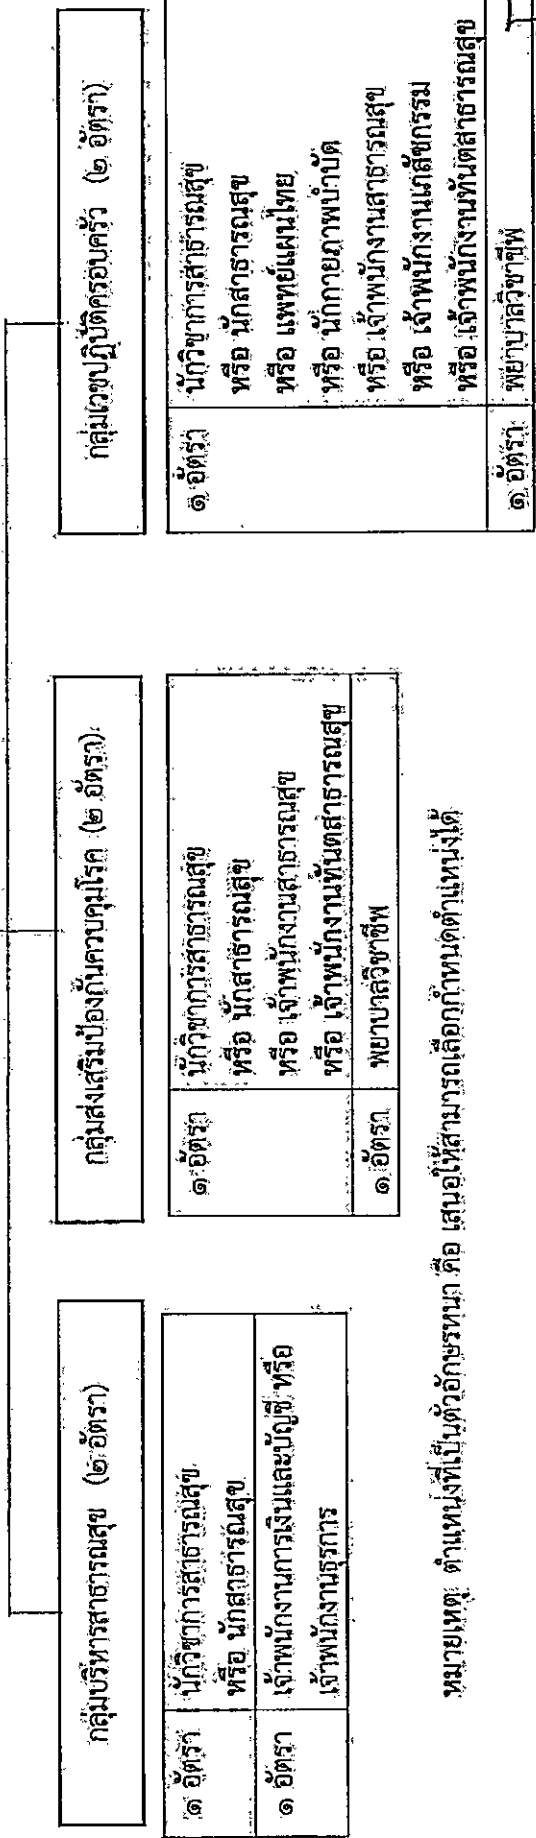 กลุ่มบริหารสาธารณสุข (๒ อัตรา)
๑ อัตรา นักวิชาการสาธารณสุข
หรือ นักสาธารณสุข
๑ อัตรา เจ้าพนักงานการเงินและบัญชี หรือ
เจ้าพนักงานธุรการ
กลุ่มส่งเสริมป้องกันควบคุมโรค (๒ อัตรา)
๑ อัตรา นักวิชาการสาธารณสุข
หรือ นักสาธารณสุข
หรือ เจ้าพนักงานสาธารณสุข
หรือ เจ้าพนักงานทันตสาธารณสุข
๑ อัตรา พยาบาลวิชาชีพ
กลุ่มเวชปฏิบัติครอบครัว (๒ อัตรา)
๑ อัตรา นักวิชาการสาธารณสุข
หรือ นักสาธารณสุข
หรือ แพทย์แผนไทย
หรือ นักกายภาพบำบัด
หรือ เจ้าพนักงานสาธารณสุข
หรือ เจ้าพนักงานเภสัชกรรม
หรือ เจ้าพนักงานทันตสาธารณสุข
๑ อัตรา พยาบาลวิชาชีพ
หมายเหตุ ตำแหน่งที่เป็นตัวอักษรหนา คือ เสนอให้สามารถเลือกกำหนดตำแหน่งได้